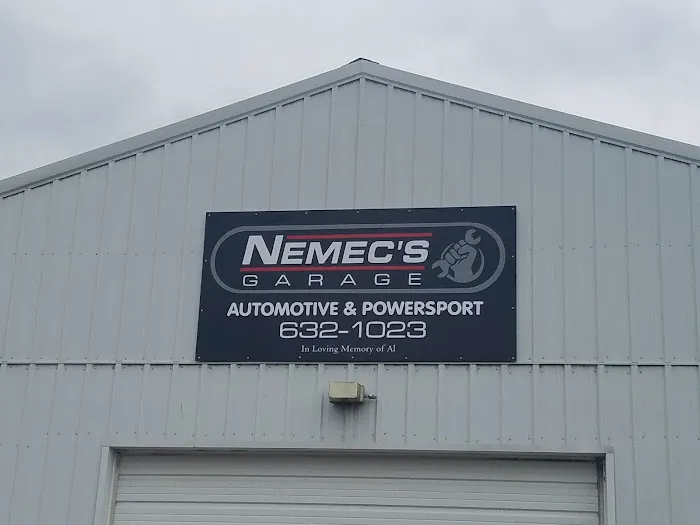 NEMEC'S
GARAGE
AUTOMOTIVE & POWERSPORT
632-1023
In Loving Memory of Al